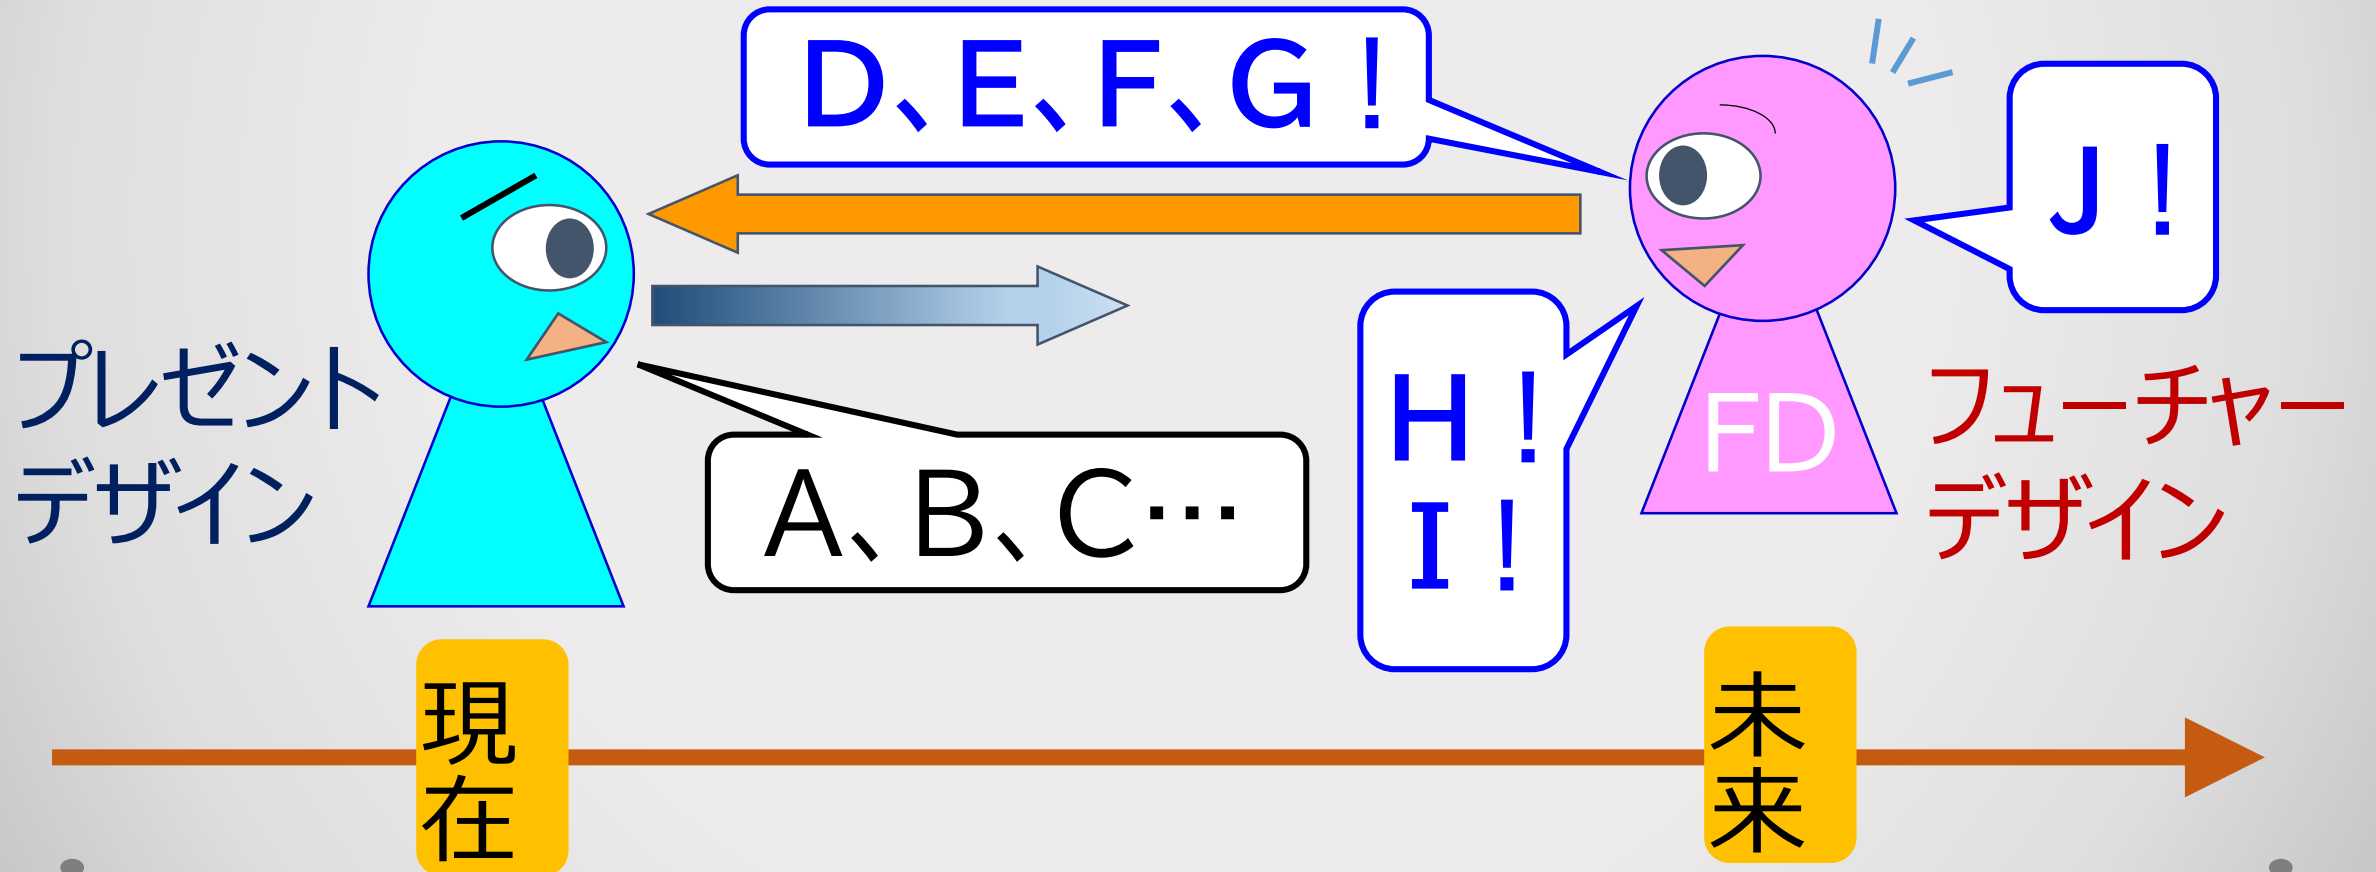 D、E、F、G！
J！
プレゼント
デザイン
A、B、C…
H！
I！
FD
フューチャー
デザイン
現在
未来